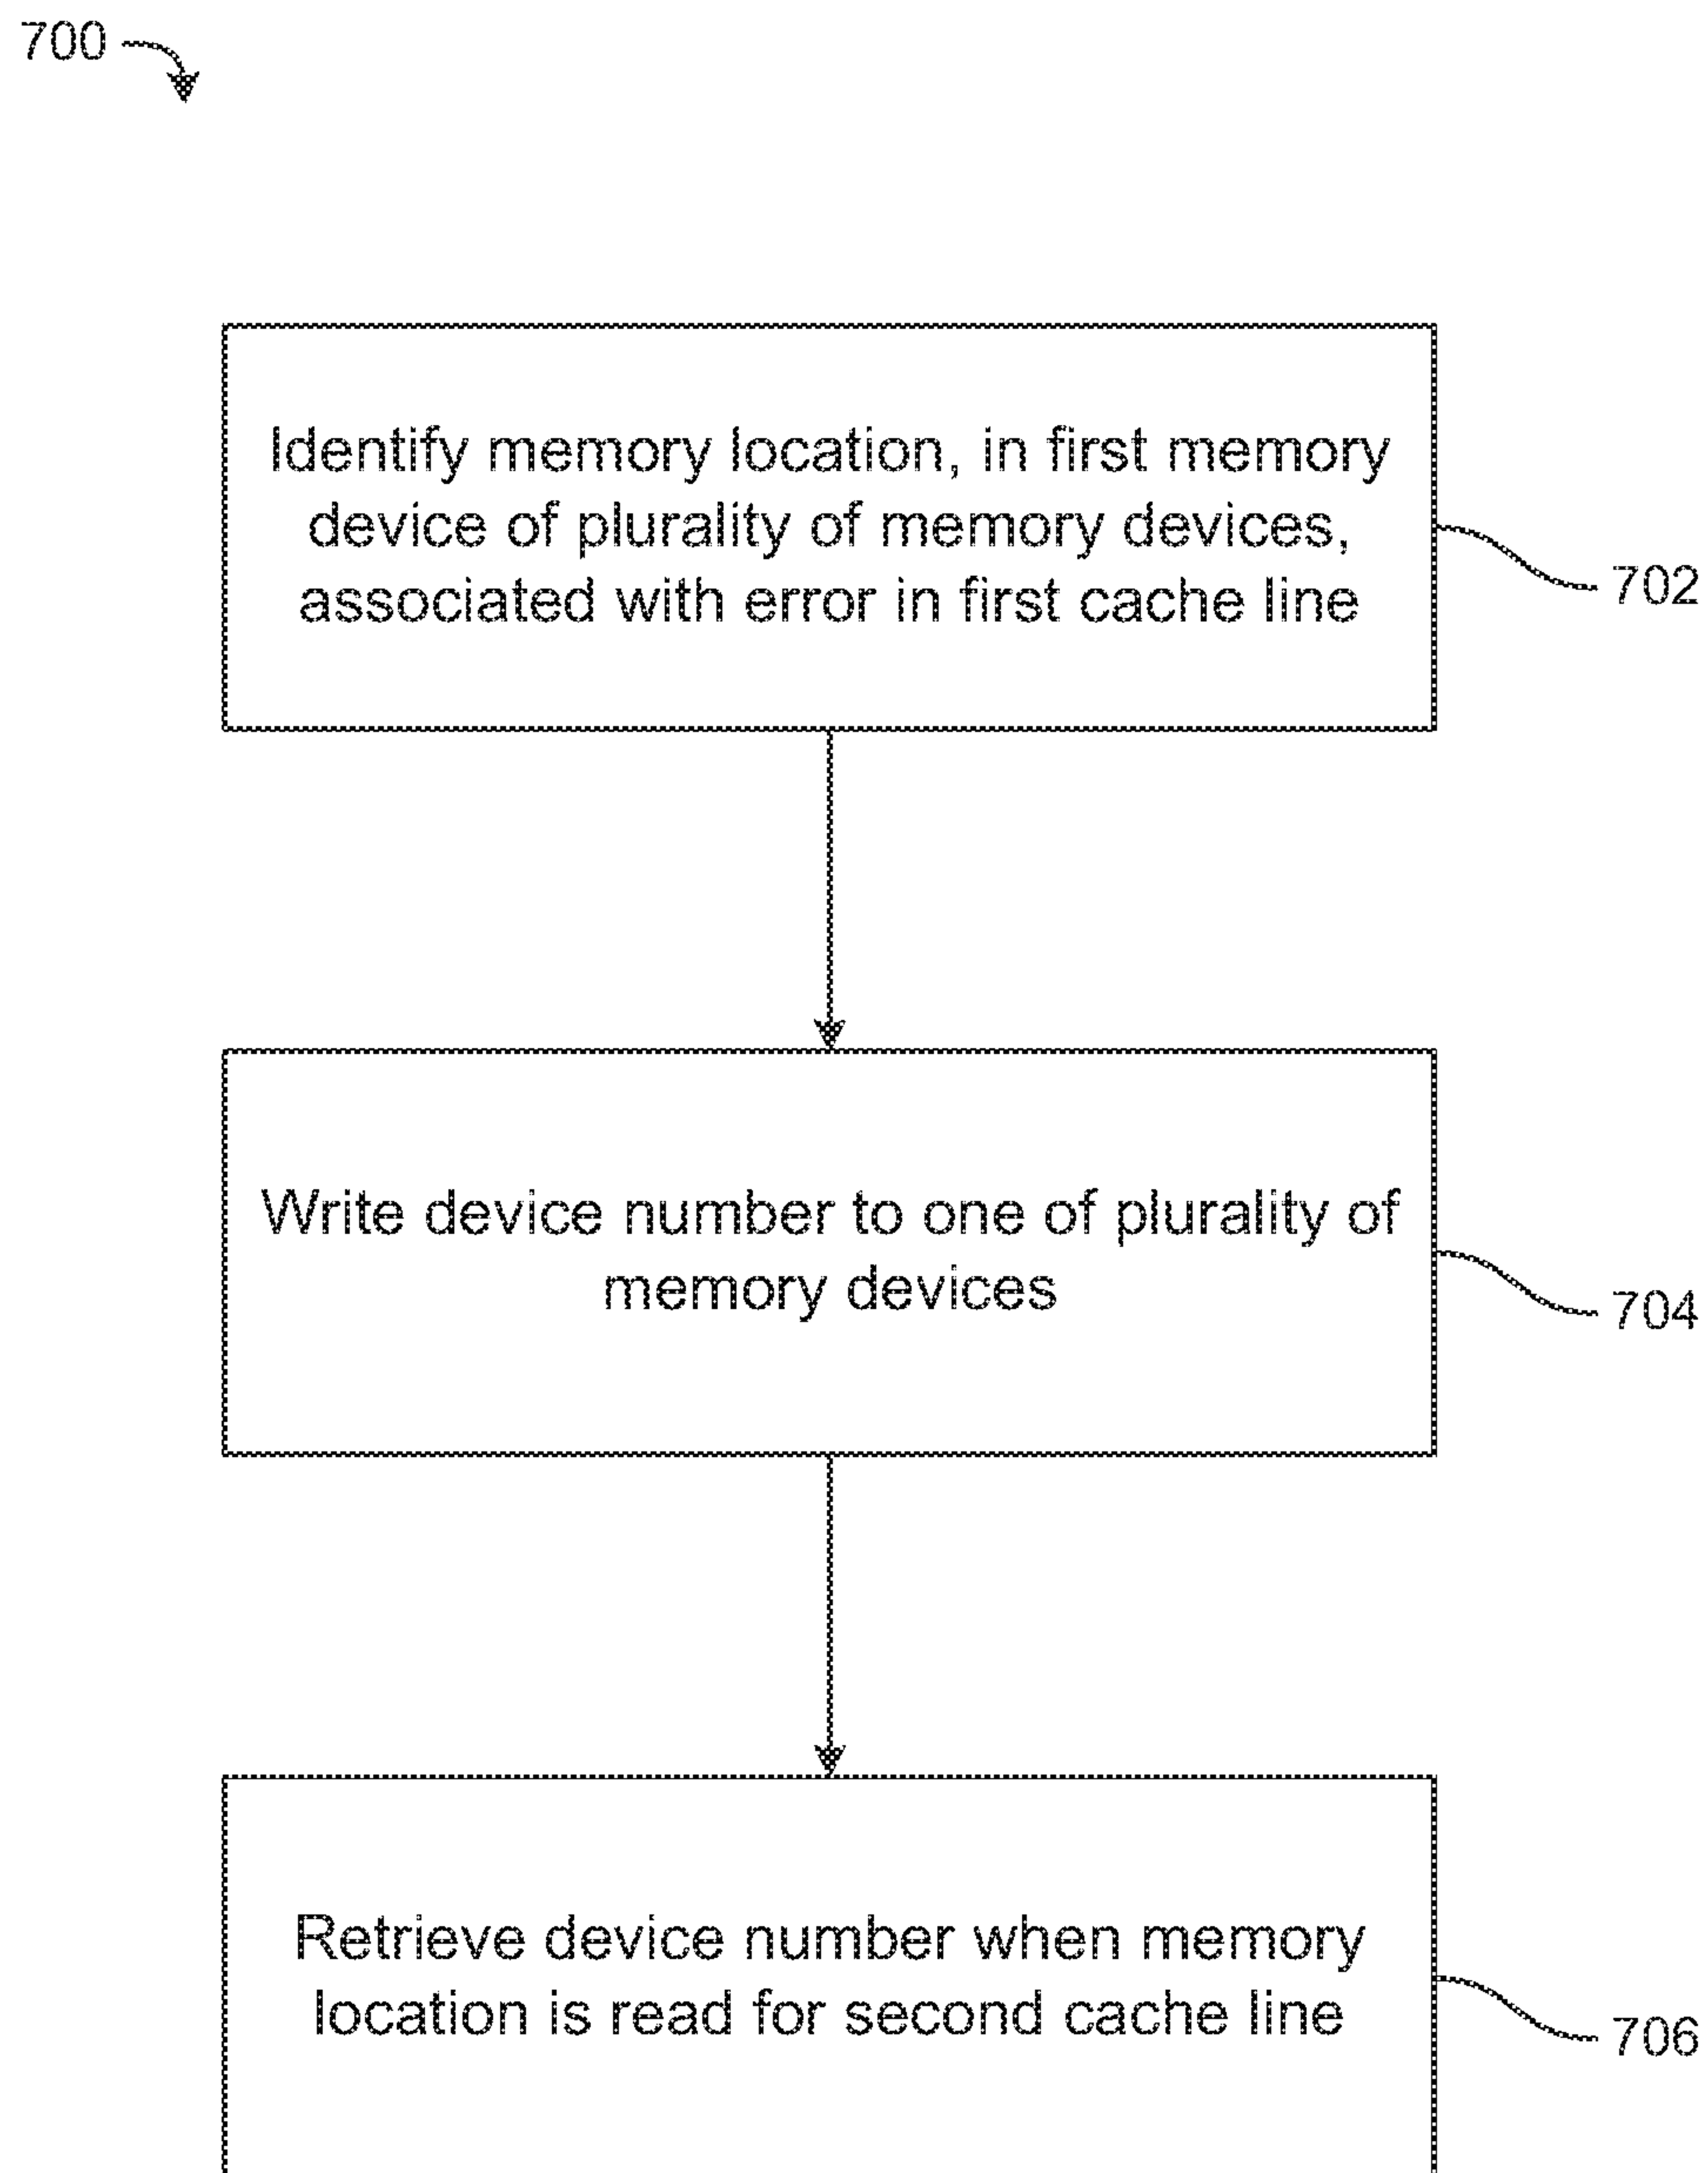 700
Identify memory location, in first memory
device of plurality of memory devices,
associated with error in first cache line
702
Write device number to one of plurality of
memory devices
704
Retrieve device number when memory
location is read for second cache line
706